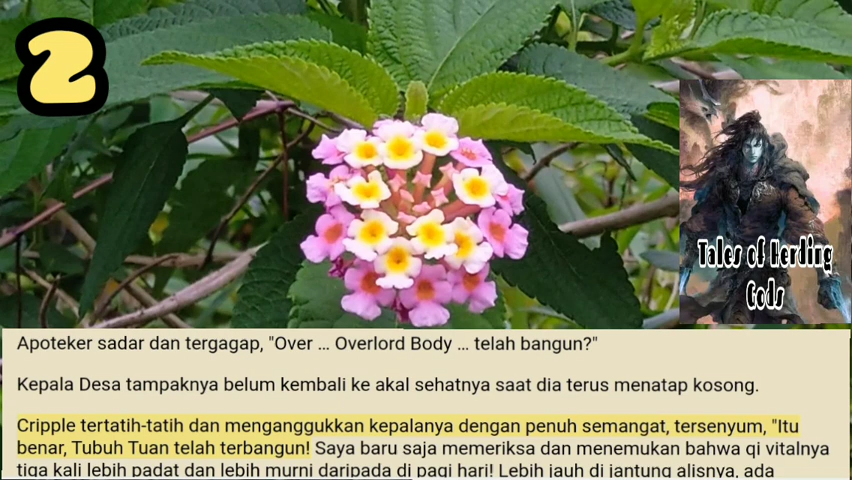 2
Tales of Herding
Gods
Apoteker sadar dan tergagap, "Over ... Overlord Body ... telah bangun?"
Kepala Desa tampaknya belum kembali ke akal sehatnya saat dia terus menatap kosong.
Cripple tertatih-tatih dan menganggukkan kepalanya dengan penuh semangat, tersenyum, "Itu
benar, Tubuh Tuan telah terbangun! Saya baru saja memeriksa dan menemukan bahwa qi vitalnya
tiga kali lebih padat dan lebih murni daripada di pagi hari! Lebih jauh di jantung alisnya, ada